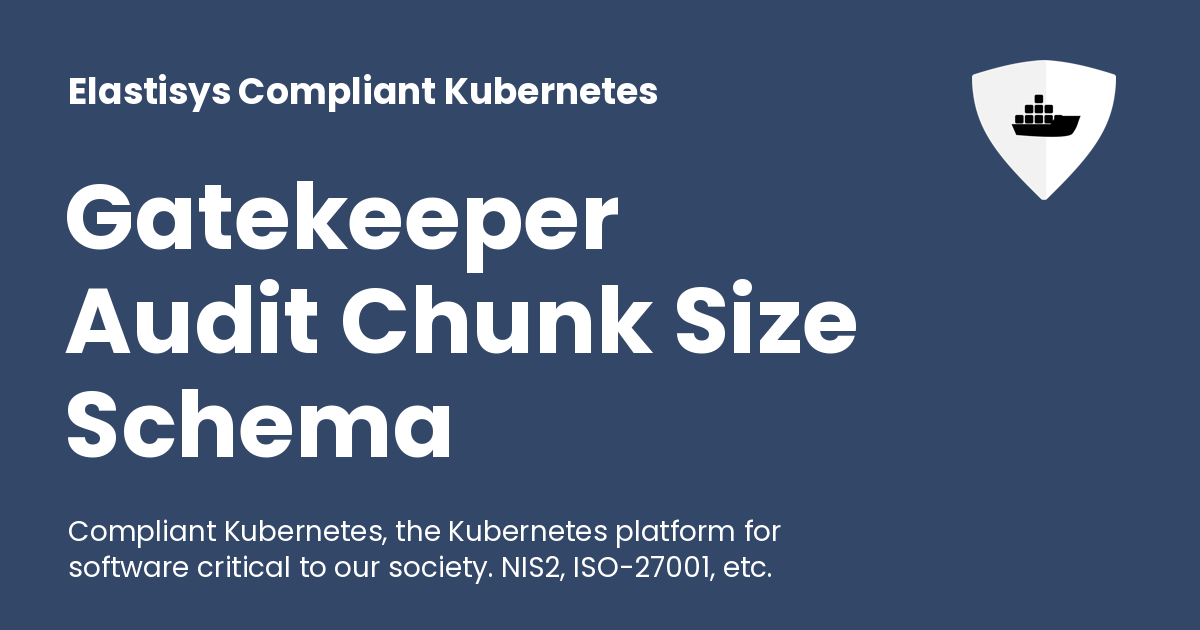 Elastisys Compliant Kubernetes
Gatekeeper
Audit Chunk Size
Schema
Compliant Kubernetes, the Kubernetes platform for
software critical to our society. NIS2, ISO-27001, etc.